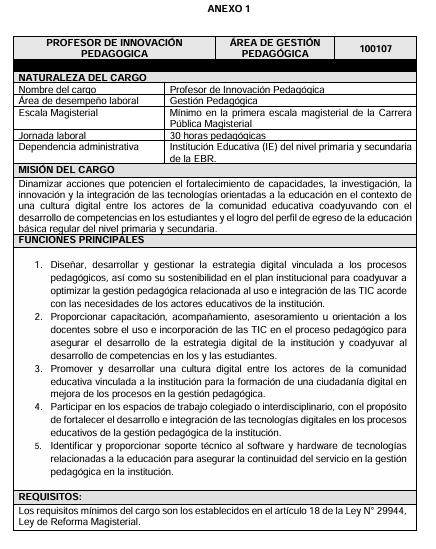 ANEXO 1
PROFESOR DE INNOVACIÓN
PEDAGOGICA
ÁREA DE GESTIÓN
PEDAGÓGICA
100107
NATURALEZA DEL CARGO
Nombre del cargo
Profesor de Innovación Pedagógica
Área de desempeño laboral
Gestión Pedagógica
Escala Magisterial
Mínimo en la primera escala magisterial de la Carrera
Pública Magisterial
Jornada laboral
30 horas pedagógicas
Dependencia administrativa
Institución Educativa (IE) del nivel primaria y secundaria
de la EBR.
MISIÓN DEL CARGO
Dinamizar acciones que potencien el fortalecimiento de capacidades, la investigación, la
innovación y la integración de las tecnologías orientadas a la educación en el contexto de
una cultura digital entre los actores de la comunidad educativa coadyuvando con el
desarrollo de competencias en los estudiantes y el logro del perfil de egreso de la educación
básica regular del nivel primaria y secundaria.
FUNCIONES PRINCIPALES
1. Diseñar, desarrollar y gestionar la estrategia digital vinculada a los procesos
pedagógicos, así como su sostenibilidad en el plan institucional para coadyuvar a
optimizar la gestión pedagógica relacionada al uso e integración de las TIC acorde
con las necesidades de los actores educativos de la institución.
2. Proporcionar capacitación, acompañamiento, asesoramiento u orientación a los
docentes sobre el uso e incorporación de las TIC en el proceso pedagógico para
asegurar el desarrollo de la estrategia digital de la institución y coadyuvar al
desarrollo de competencias en los y las estudiantes.
3. Promover y desarrollar una cultura digital entre los actores de la comunidad
educativa vinculada a la institución para la formación de una ciudadanía digital en
mejora de los procesos en la gestión pedagógica.
4. Participar en los espacios de trabajo colegiado o interdisciplinario, con el propósito
de fortalecer el desarrollo e integración de las tecnologías digitales en los procesos
educativos de la gestión pedagógica de la institución.
5. Identificar y proporcionar soporte técnico al software y hardware de tecnologías
relacionadas a la educación para asegurar la continuidad del servicio en la gestión
pedagógica en la institución.
REQUISITOS:
Los requisitos mínimos del cargo son los establecidos en el artículo 18 de la Ley N° 29944,
Ley de Reforma Magisterial.